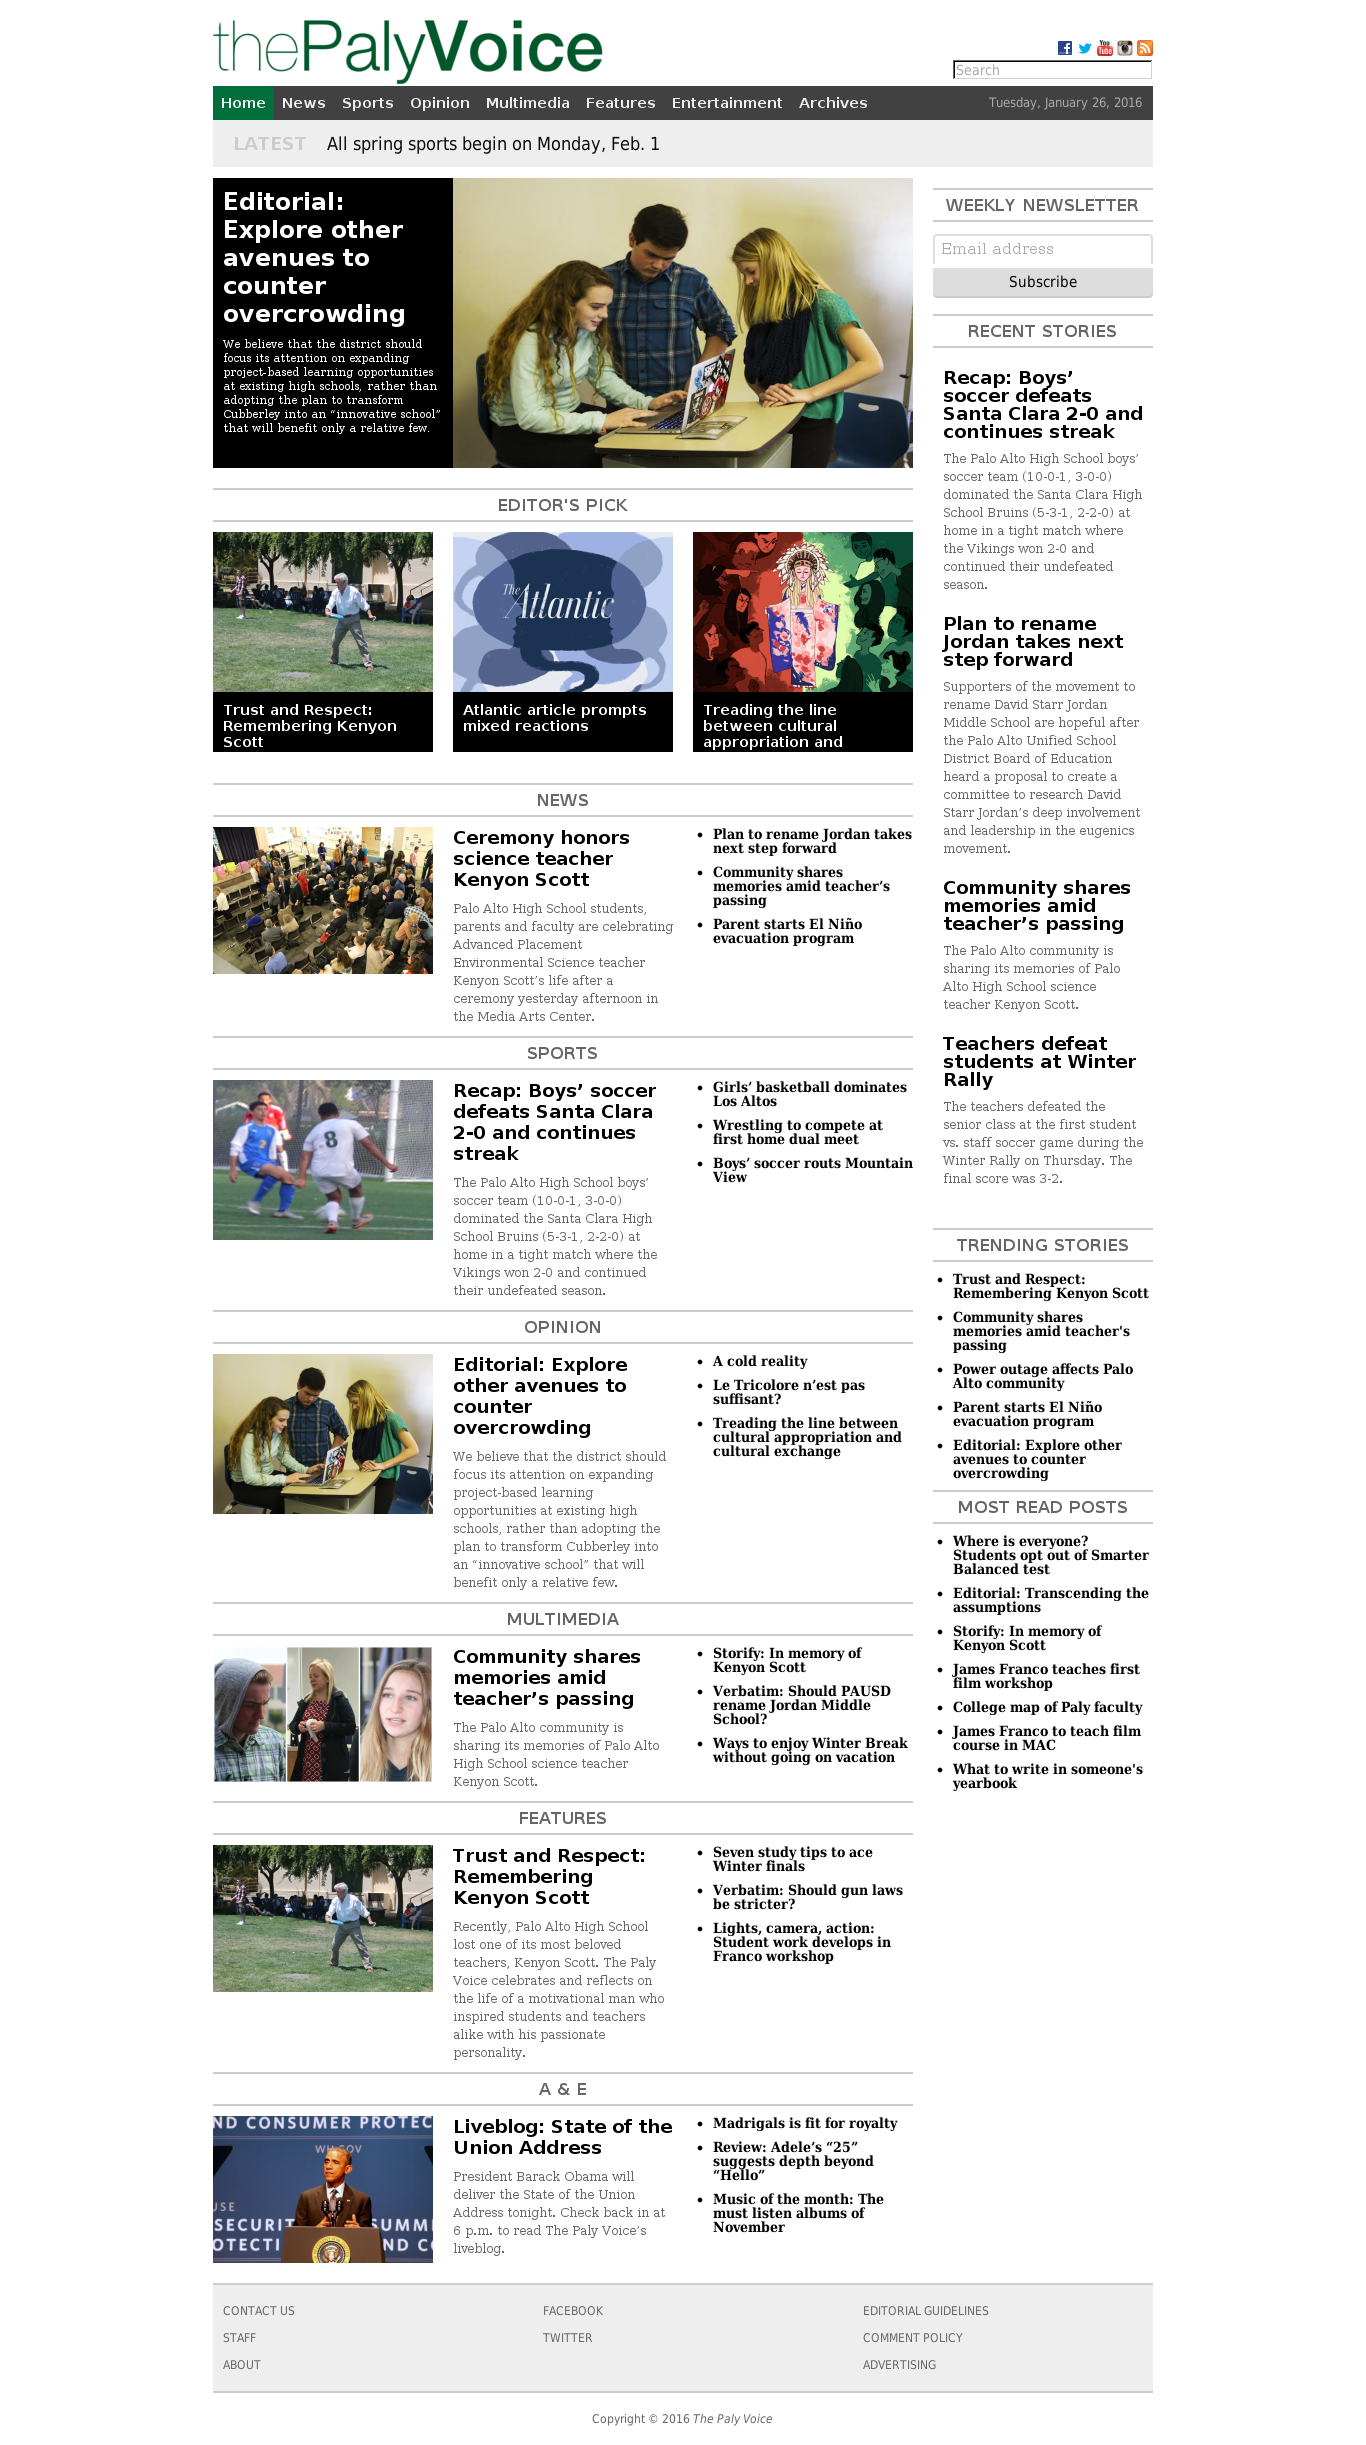 thePalyVoice
Search
Home News Sports Opinion Multimedia Features Entertainment Archives Tuesday, January 26, 2016
LATEST All spring sports begin on Monday, Feb. 1
Editorial:
Explore other
avenues to
counter
overcrowding
We believe that the district should
focus its attention on expanding
project-based learning opportunities
at existing high schools, rather than
adopting the plan to transform
Cubberley into an “innovative school”
that will benefit only a relative few.
EDITOR'S PICK
Trust and Respect:
Remembering Kenyon
Scott
The Atlantic
Atlantic article prompts
mixed reactions
Treading the line
between cultural
appropriation and
NEWS
Ceremony honors
science teacher
Kenyon Scott
Palo Alto High School students,
parents and faculty are celebrating
Advanced Placement
Environmental Science teacher
Kenyon Scott’s life after a
ceremony yesterday afternoon in
the Media Arts Center.
• Plan to rename Jordan takes
next step forward
• Community shares
memories amid teacher’s
passing
• Parent starts El Niño
evacuation program
SPORTS
8
Recap: Boys’ soccer
defeats Santa Clara
2-0 and continues
streak
The Palo Alto High School boys’
soccer team (10-0-1, 3-0-0)
dominated the Santa Clara High
School Bruins (5-3-1, 2-2-0) at
home in a tight match where the
Vikings won 2-0 and continued
their undefeated season.
• Girls’ basketball dominates
Los Altos
• Wrestling to compete at
first home dual meet
• Boys’ soccer routs Mountain
View
OPINION
Editorial: Explore
other avenues to
counter
overcrowding
We believe that the district should
focus its attention on expanding
project-based learning
opportunities at existing high
schools, rather than adopting the
plan to transform Cubberley into
an “innovative school” that will
benefit only a relative few.
• A cold reality
• Le Tricolore n’est pas
suffisant?
• Treading the line between
cultural appropriation and
cultural exchange
MULTIMEDIA
Community shares
memories amid
teacher’s passing
The Palo Alto community is
sharing its memories of Palo Alto
High School science teacher
Kenyon Scott.
• Storify: In memory of
Kenyon Scott
• Verbatim: Should PAUSD
rename Jordan Middle
School?
• Ways to enjoy Winter Break
without going on vacation
FEATURES
Trust and Respect:
Remembering
Kenyon Scott
Recently, Palo Alto High School
lost one of its most beloved
teachers, Kenyon Scott. The Paly
Voice celebrates and reflects on
the life of a motivational man who
inspired students and teachers
alike with his passionate
personality.
• Seven study tips to ace
Winter finals
• Verbatim: Should gun laws
be stricter?
• Lights, camera, action:
Student work develops in
Franco workshop
A & E
ND CONSUMER PROTEC
WH.GOV
USE
SECURIT SUMM
OTECTI ND CO
Liveblog: State of the
Union Address
President Barack Obama will
deliver the State of the Union
Address tonight. Check back in at
6 p.m. to read The Paly Voice’s
liveblog.
• Madrigals is fit for royalty
• Review: Adele’s “25”
suggests depth beyond
“Hello”
• Music of the month: The
must listen albums of
November
WEEKLY NEWSLETTER
Email address
Subscribe
RECENT STORIES
Recap: Boys’
soccer defeats
Santa Clara 2-0 and
continues streak
The Palo Alto High School boys’
soccer team (10-0-1, 3-0-0)
dominated the Santa Clara High
School Bruins (5-3-1, 2-2-0) at
home in a tight match where
the Vikings won 2-0 and
continued their undefeated
season.
Plan to rename
Jordan takes next
step forward
Supporters of the movement to
rename David Starr Jordan
Middle School are hopeful after
the Palo Alto Unified School
District Board of Education
heard a proposal to create a
committee to research David
Starr Jordan’s deep involvement
and leadership in the eugenics
movement.
Community shares
memories amid
teacher’s passing
The Palo Alto community is
sharing its memories of Palo
Alto High School science
teacher Kenyon Scott.
Teachers defeat
students at Winter
Rally
The teachers defeated the
senior class at the first student
vs. staff soccer game during the
Winter Rally on Thursday. The
final score was 3-2.
TRENDING STORIES
• Trust and Respect:
Remembering Kenyon Scott
• Community shares
memories amid teacher's
passing
• Power outage affects Palo
Alto community
• Parent starts El Niño
evacuation program
• Editorial: Explore other
avenues to counter
overcrowding
MOST READ POSTS
• Where is everyone?
Students opt out of Smarter
Balanced test
• Editorial: Transcending the
assumptions
• Storify: In memory of
Kenyon Scott
• James Franco teaches first
film workshop
• College map of Paly faculty
• James Franco to teach film
course in MAC
• What to write in someone's
yearbook
CONTACT US FACEBOOK EDITORIAL GUIDELINES
STAFF TWITTER COMMENT POLICY
ABOUT ADVERTISING
Copyright © 2016 The Paly Voice